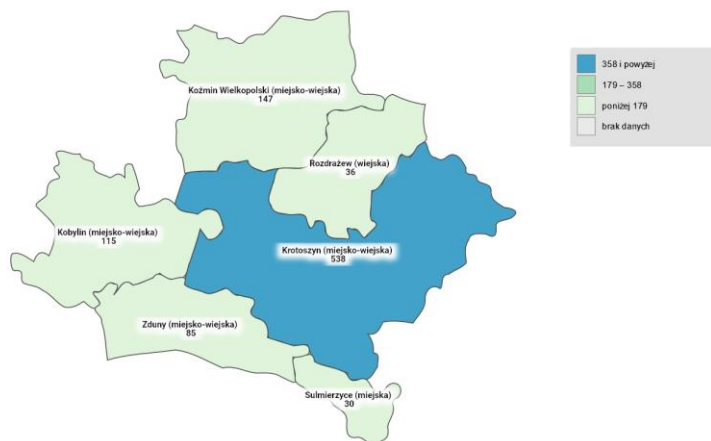 Koźmin Wielkopolski (miejsko-wiejska)
147
Rozdrażew (wiejska)
36
Kobylin (miejsko-wiejska)
115
Krotoszyn (miejsko-wiejska)
538
Zduny (miejsko-wiejska)
85
Sulmierzyce (miejska)
30
358 i powyżej
179 – 358
poniżej 179
brak danych